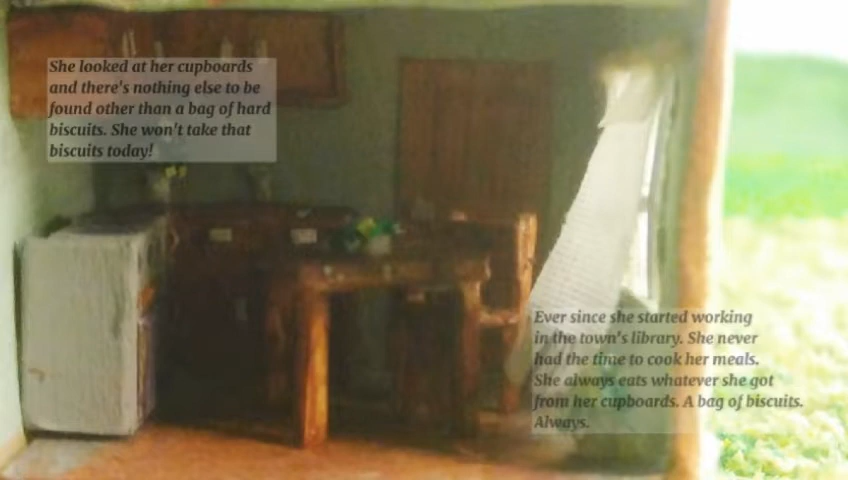 She looked at her cupboards
and there's nothing else to be
found other than a bag of hard
biscuits. She won't take that
biscuits today!
Ever since she started working
in the town's library. She never
had the time to cook her meals.
She always eats whatever she got
from her cupboards. A bag of biscuits.
Always.